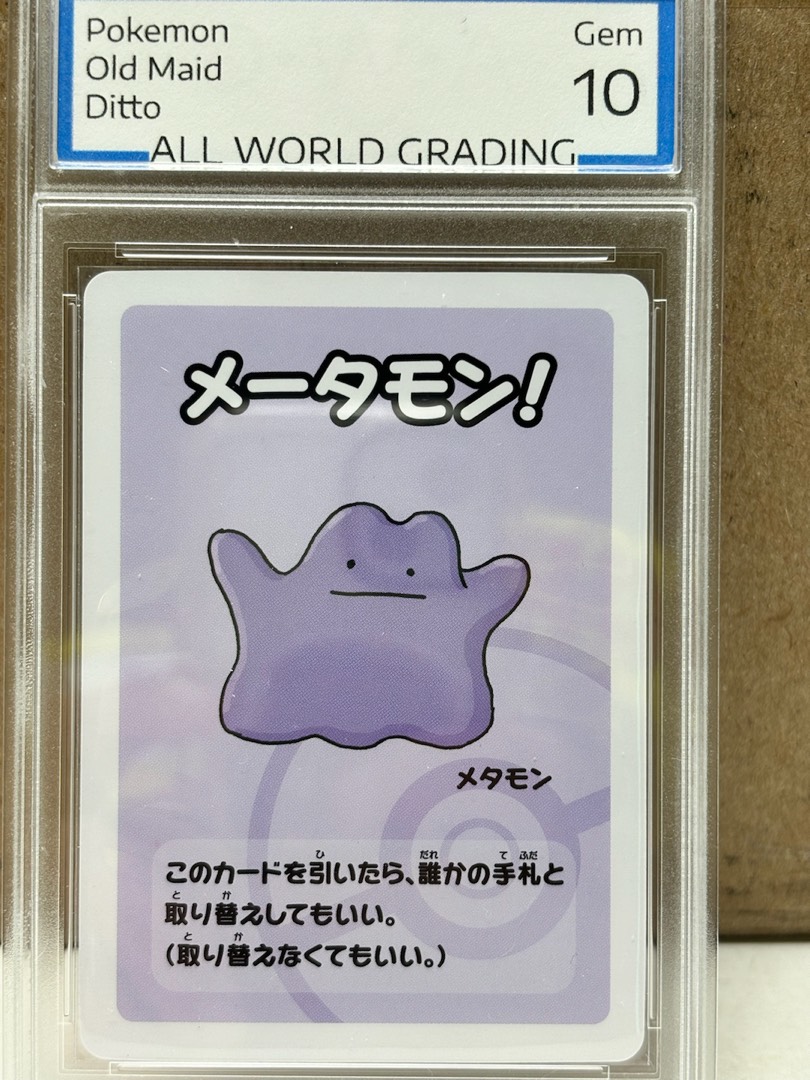 Pokemon
Old Maid
Ditto
Gem
10
ALL WORLD GRADING
メータモン!
メタモン
このカードを引いたら、誰かの手札と
取り替えしてもいい。
(取り替えなくてもいい。)